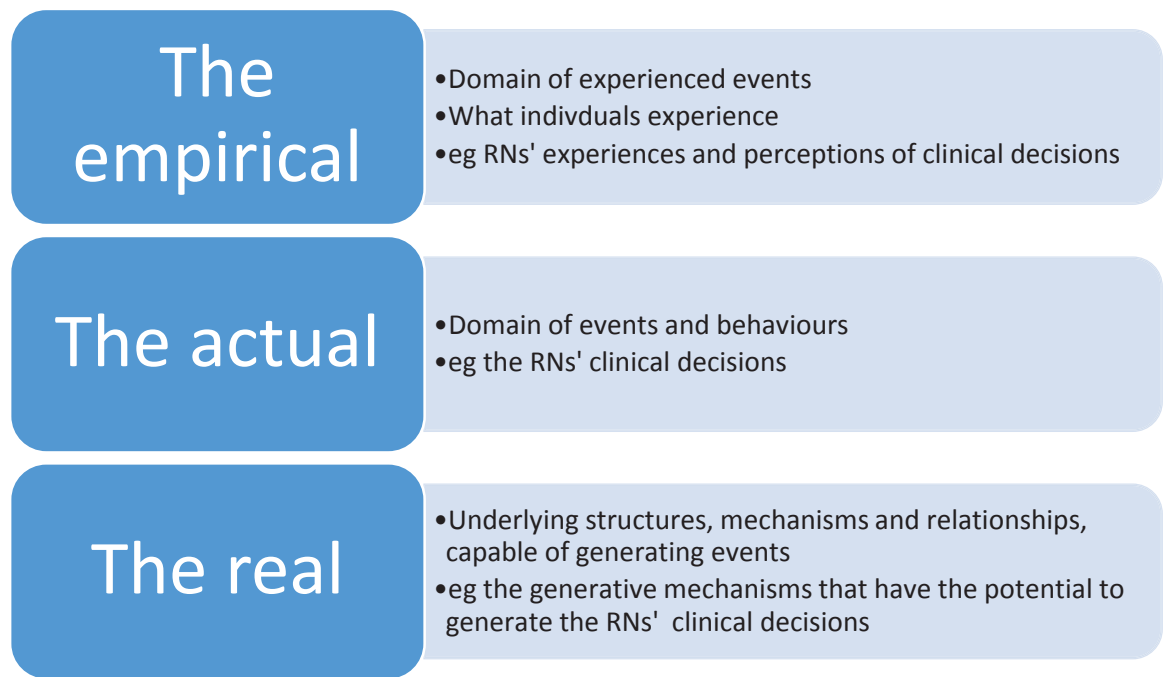 The
empirical
•Domain of experienced events
•What indivduals experience
•eg RNs' experiences and perceptions of clinical decisions
The actual
•Domain of events and behaviours
•eg the RNs' clinical decisions
The real
•Underlying structures, mechanisms and relationships,
capable of generating events
•eg the generative mechanisms that have the potential to
generate the RNs'  clinical decisions